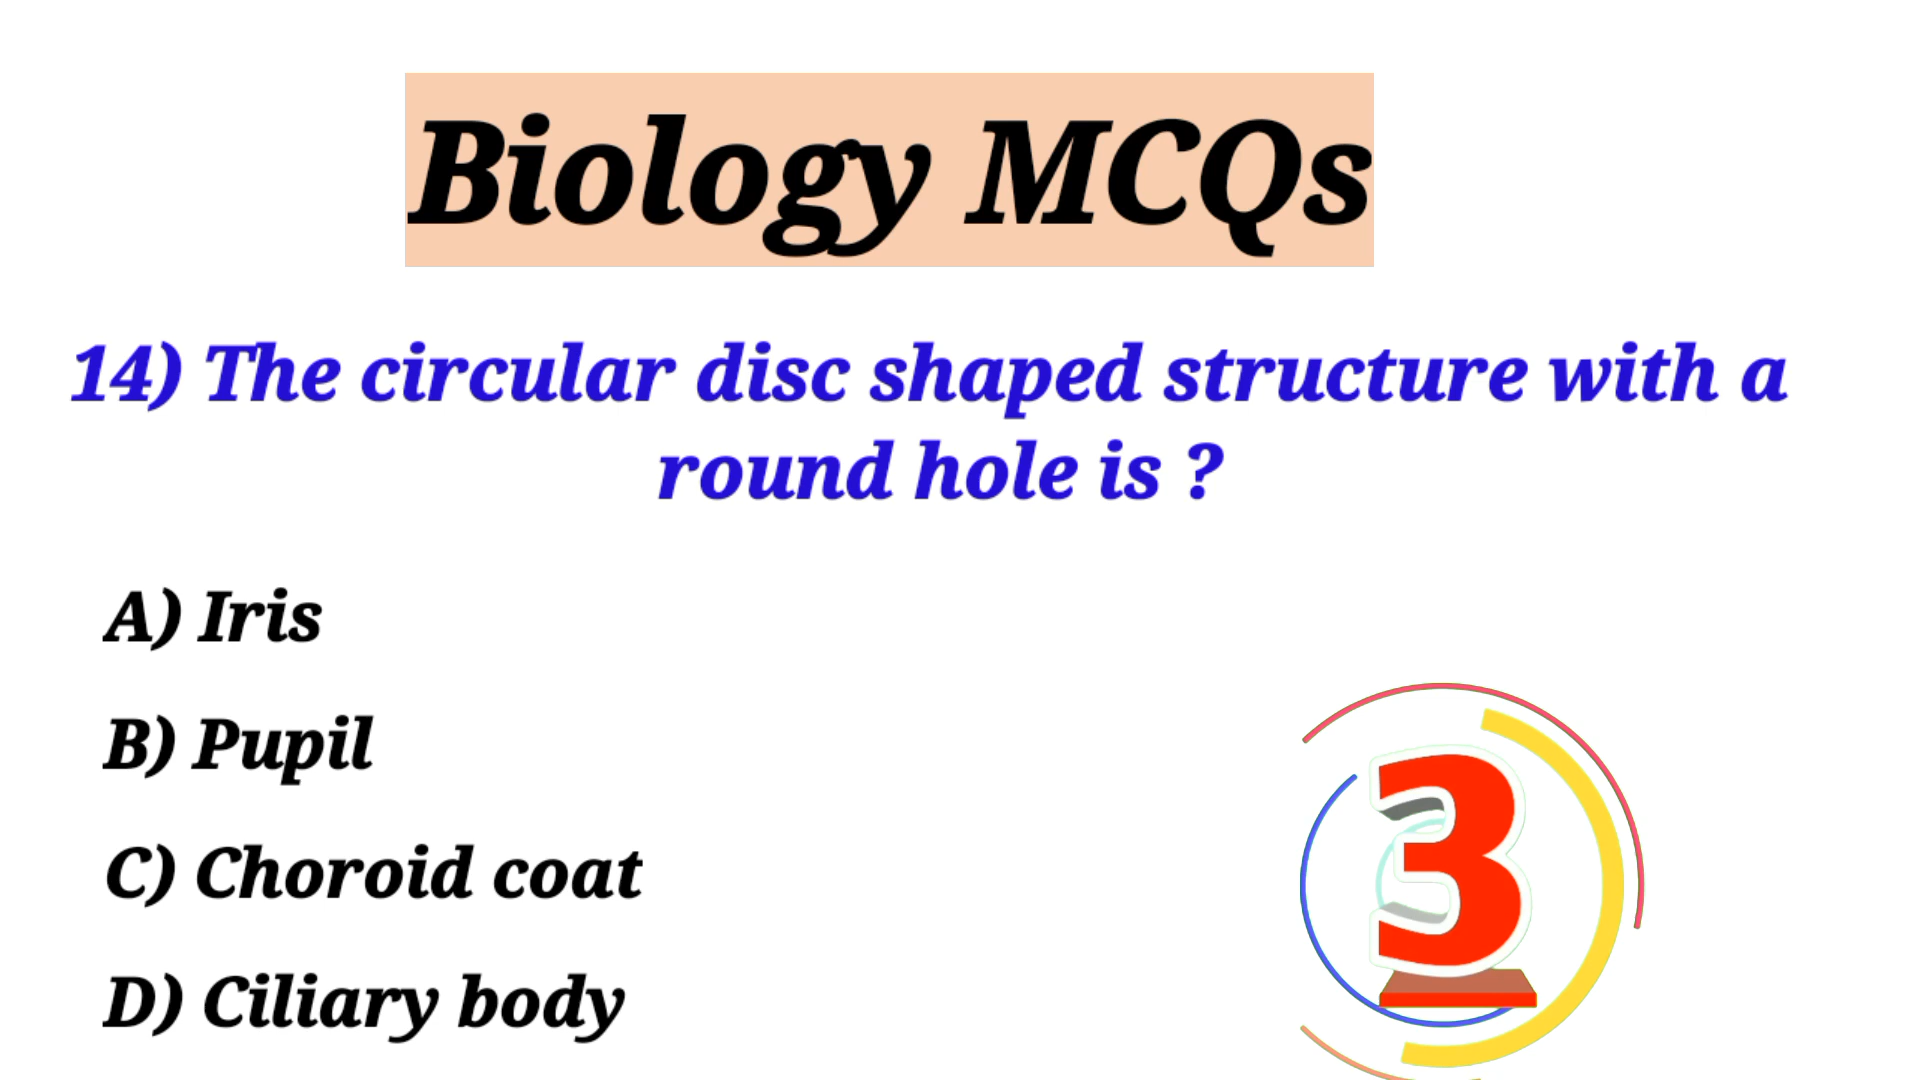 Biology MCQs
14) The circular disc shaped structure with a
round hole is ?
A) Iris
B) Pupil
C) Choroid coat
D) Ciliary body
3